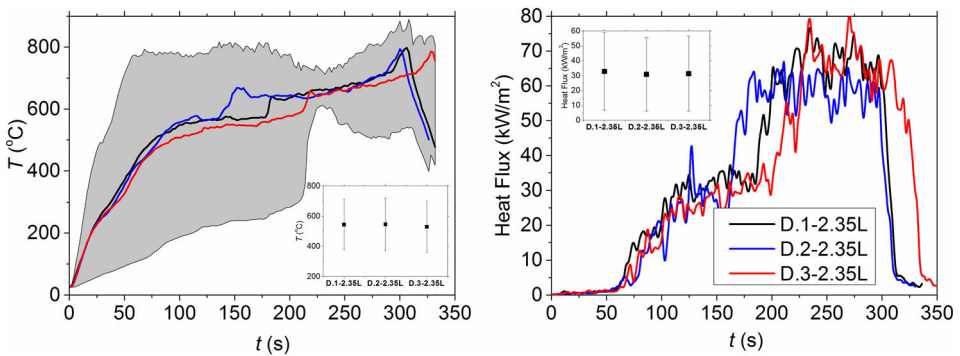 1000
800
600
400
200
0
T (°C)
0 50 100 150 200 250 300 350
t (s)
800
600
400
200
T (°C)
D.1-2.35L D.2-2.35L D.3-2.35L
80
70
60
50
40
30
20
10
0
Heat Flux (kW/m²)
0 50 100 150 200 250 300 350
t (s)
60
50
40
30
20
10
0
Heat Flux (kW/m²)
D.1-2.35L D.2-2.35L D.3-2.35L
D.1-2.35L
D.2-2.35L
D.3-2.35L